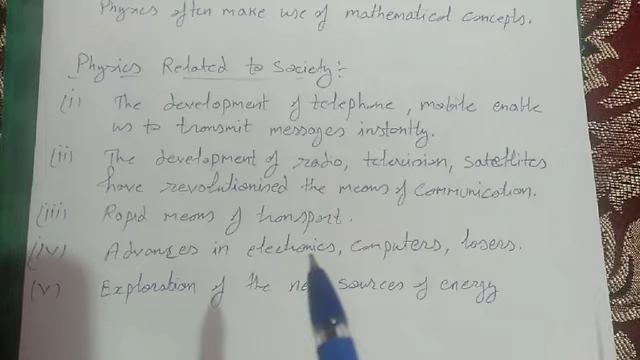 Physics often make use of mathematical concepts.
Physics Related to Society:-
(i) The development of telephone, mobile enable
us to transmit messages instantly.
(ii) The development of radio, television, satellites
have revolutionised the means of communication.
(iii) Rapid means of transport.
(iv) Advances in electronics, computers, lasers.
(v) Exploration of the new sources of energy